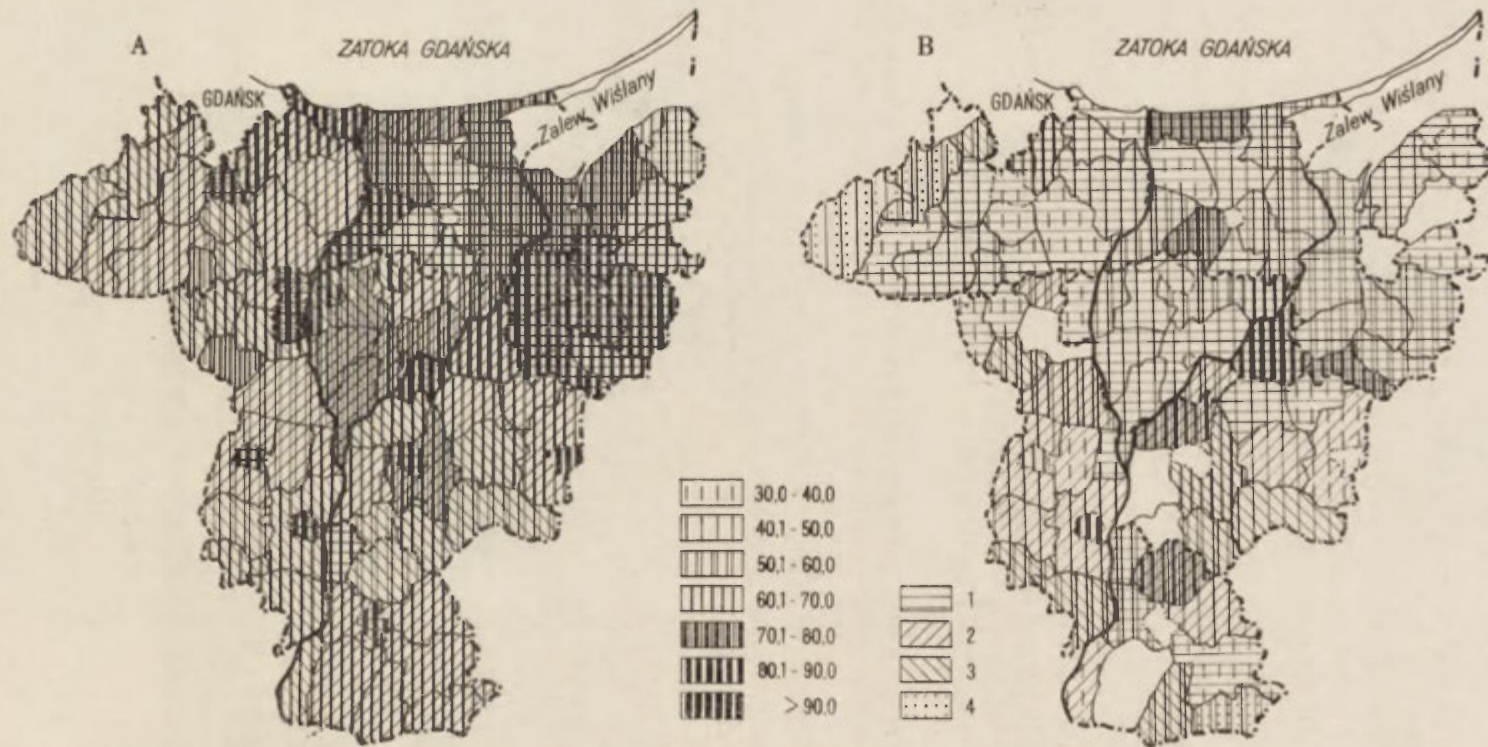 A ZATOKA GDAŃSKA
GDAŃSK
Zalew Wiślany
B ZATOKA GDAŃSKA
GDAŃSK
Zalew Wiślany
30.0 - 40.0
40.1 - 50.0
50.1 - 60.0
60.1 - 70.0
70.1 - 80.0
80.1 - 90.0
> 90.0
1
2
3
4